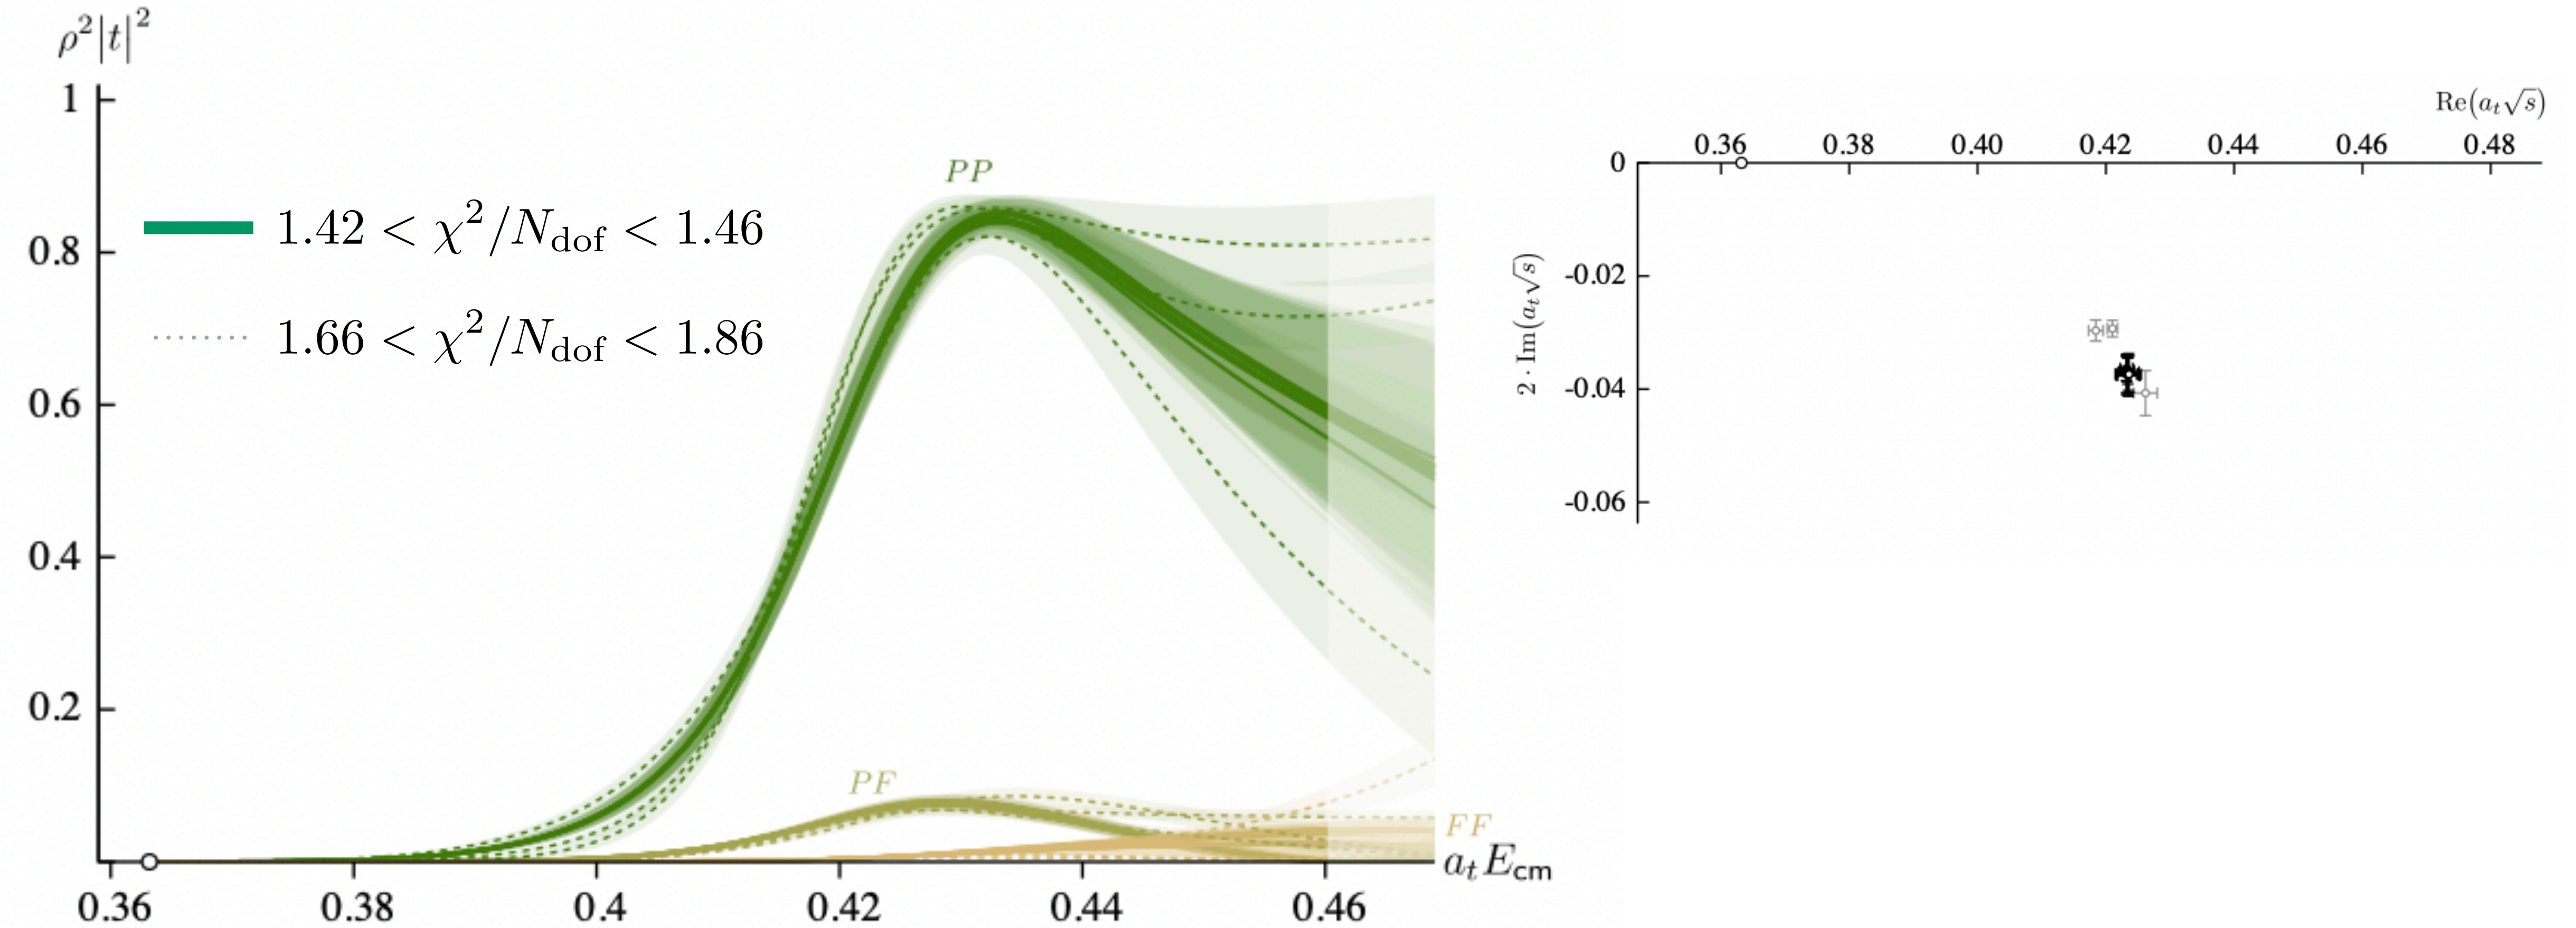 ρ²|t|²
1
0.8
0.6
0.4
0.2
1.42 < χ²/N_dof < 1.46
1.66 < χ²/N_dof < 1.86
PP
PF
FF
a_t E_cm
0.36 0.38 0.4 0.42 0.44 0.46
Re(a_t√s)
0.36 0.38 0.40 0.42 0.44 0.46 0.48
2 · Im(a_t√s)
0
-0.02
-0.04
-0.06